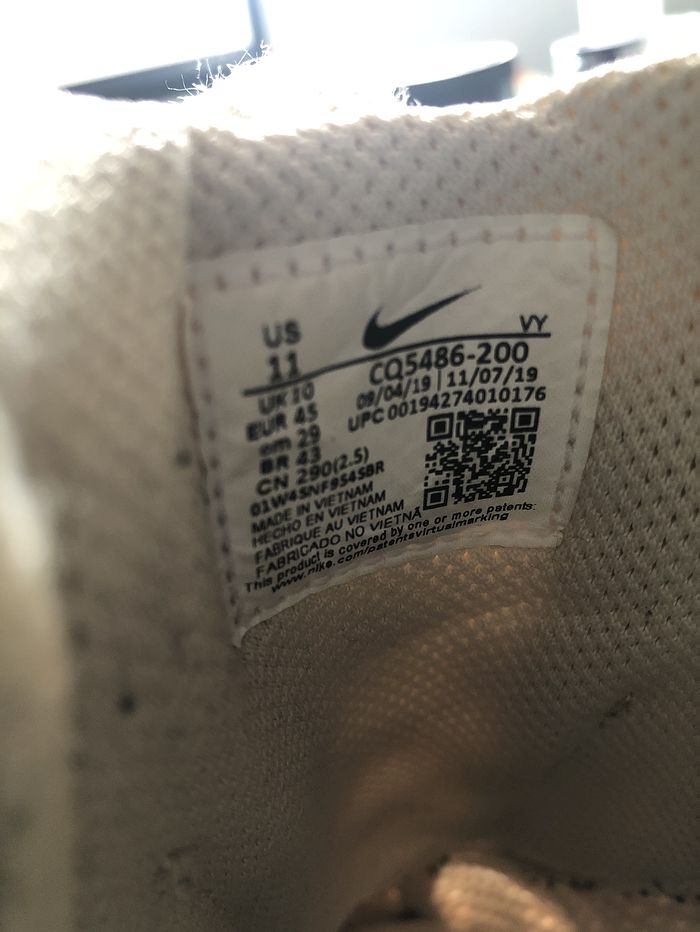 US
11
VY
CQ5486-200
09/04/19 | 11/07/19
UPC 00194274010176
UK 10
EUR 45
cm 29
BR 43
CN 290(2.5)
MADE IN VIETNAM
HECHO EN VIETNAM
FABRIQUE AU VIETNAM
FABRICADO NO VIETNÃ
This product is covered by one or more patents:
www.nike.com/patentsvirtualmarking